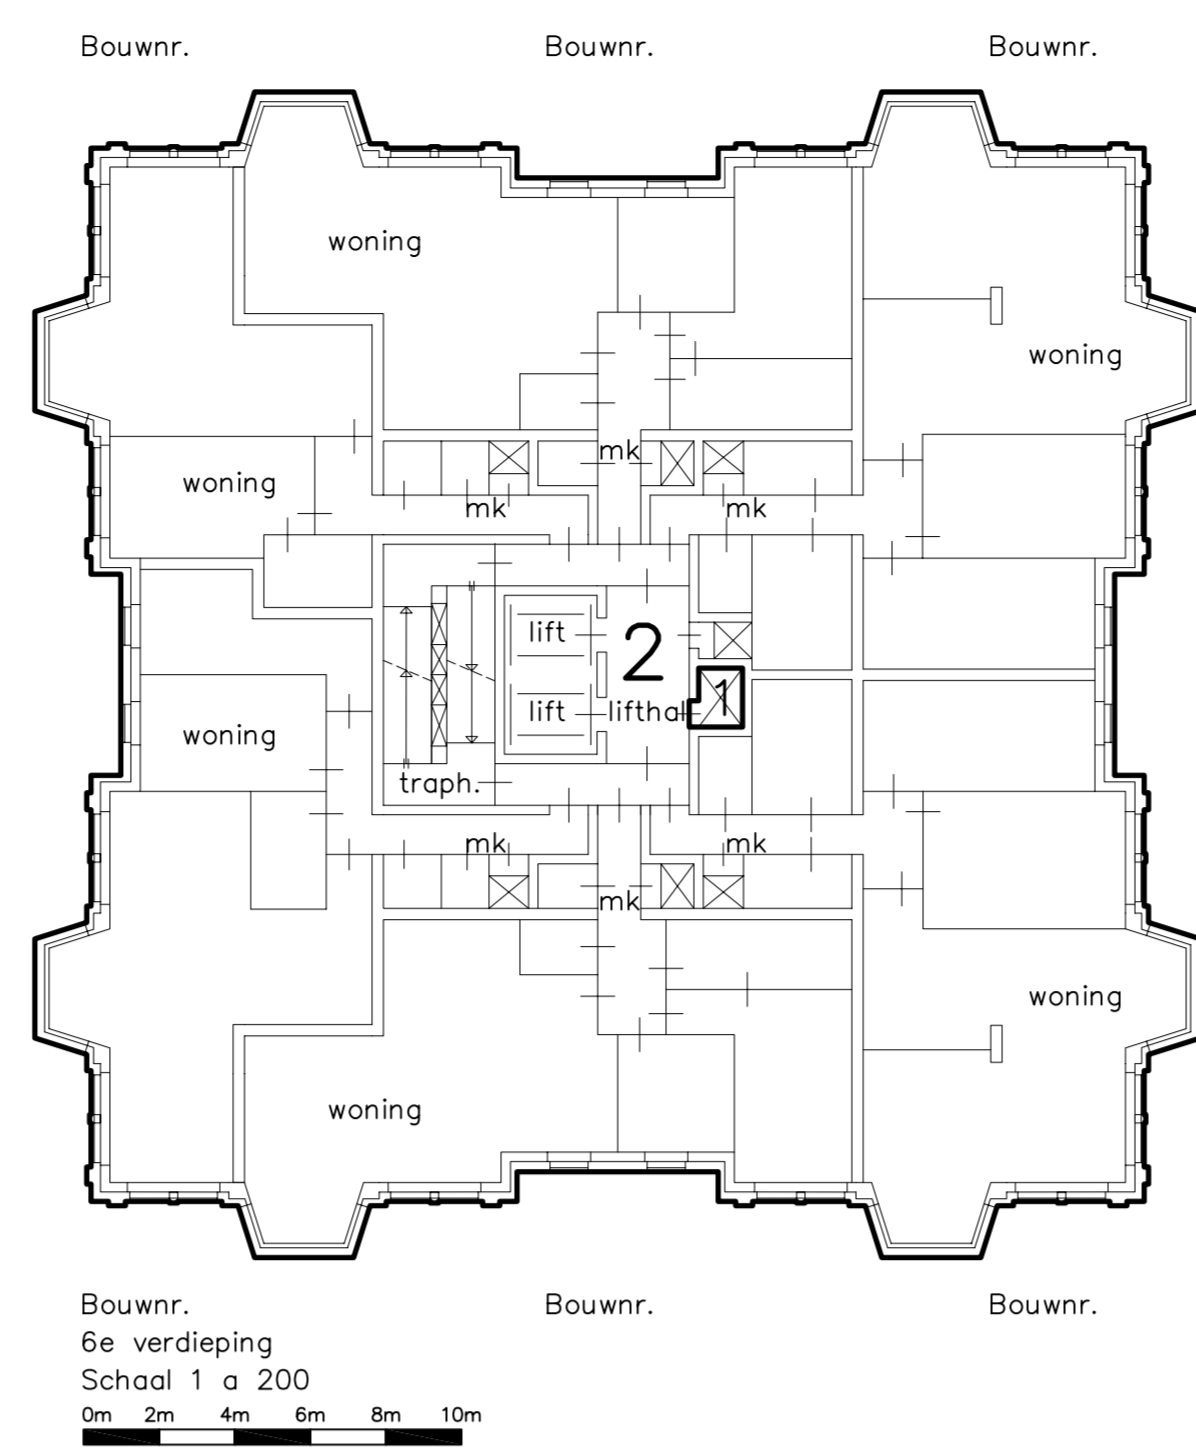 Bouwnr. Bouwnr. Bouwnr.
woning
woning
mk
woning
mk mk
lift 2
1
lift lifthal
woning
traph.
mk mk
mk
woning
woning
Bouwnr. Bouwnr. Bouwnr.
6e verdieping
Schaal 1 a 200
0m 2m 4m 6m 8m 10m